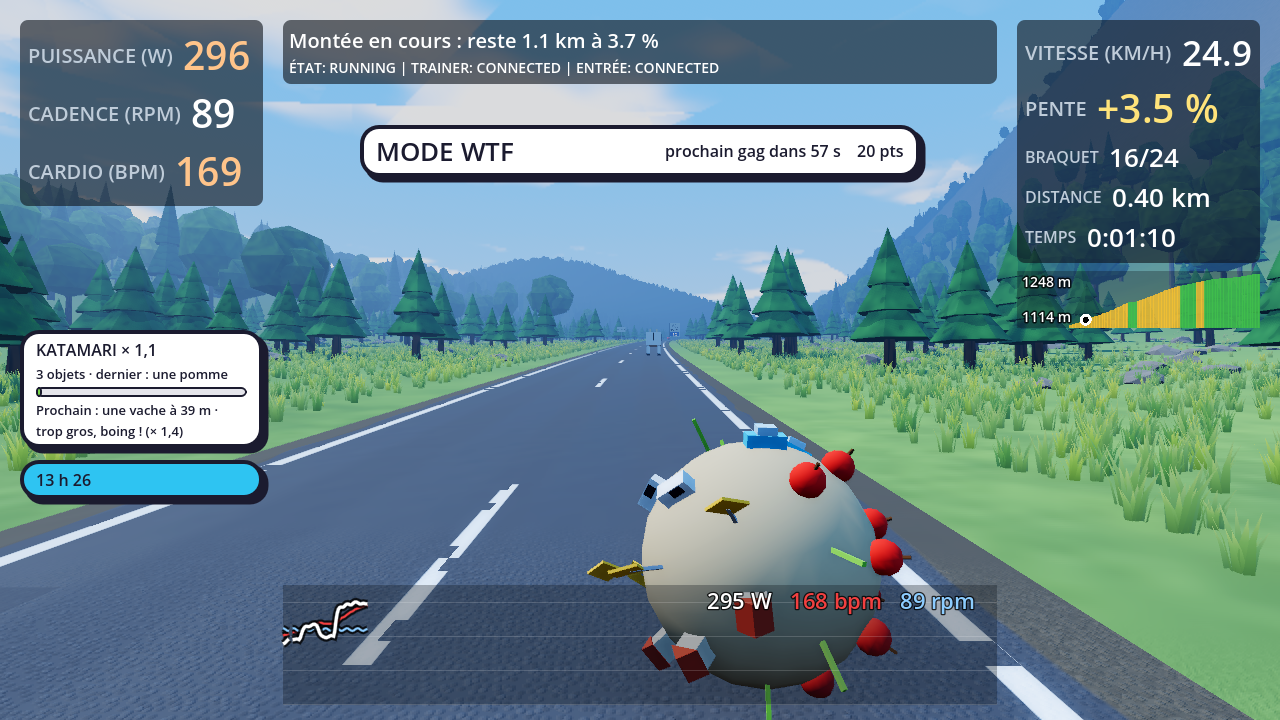 PUISSANCE (W) 296
CADENCE (RPM) 89
CARDIO (BPM) 169
Montée en cours : reste 1.1 km à 3.7 %
ÉTAT: RUNNING | TRAINER: CONNECTED | ENTRÉE: CONNECTED
MODE WTF prochain gag dans 57 s 20 pts
VITESSE (KM/H) 24.9
PENTE +3.5 %
BRAQUET 16/24
DISTANCE 0.40 km
TEMPS 0:01:10
1248 m
1114 m
KATAMARI × 1,1
3 objets · dernier : une pomme
Prochain : une vache à 39 m ·
trop gros, boing ! (× 1,4)
13 h 26
295 W 168 bpm 89 rpm